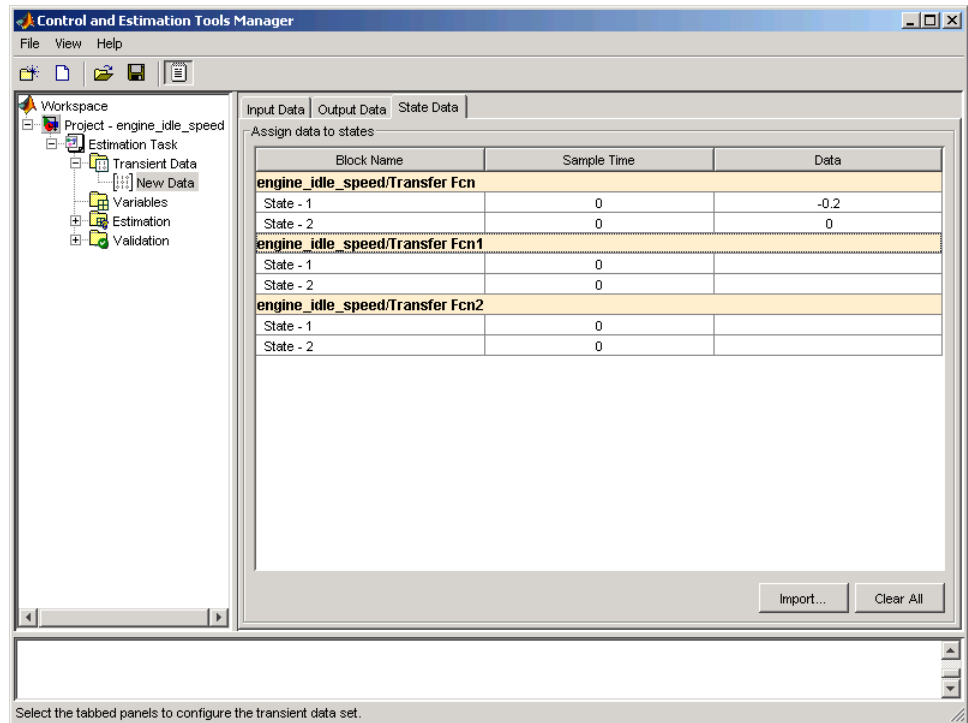 Control and Estimation Tools Manager
File View Help
Workspace
Project - engine_idle_speed
Estimation Task
Transient Data
New Data
Variables
Estimation
Validation
Input Data Output Data State Data
Assign data to states
Block Name Sample Time Data
engine_idle_speed/Transfer Fcn
State - 1 0 -0.2
State - 2 0 0
engine_idle_speed/Transfer Fcn1
State - 1 0
State - 2 0
engine_idle_speed/Transfer Fcn2
State - 1 0
State - 2 0
Import... Clear All
Select the tabbed panels to configure the transient data set.